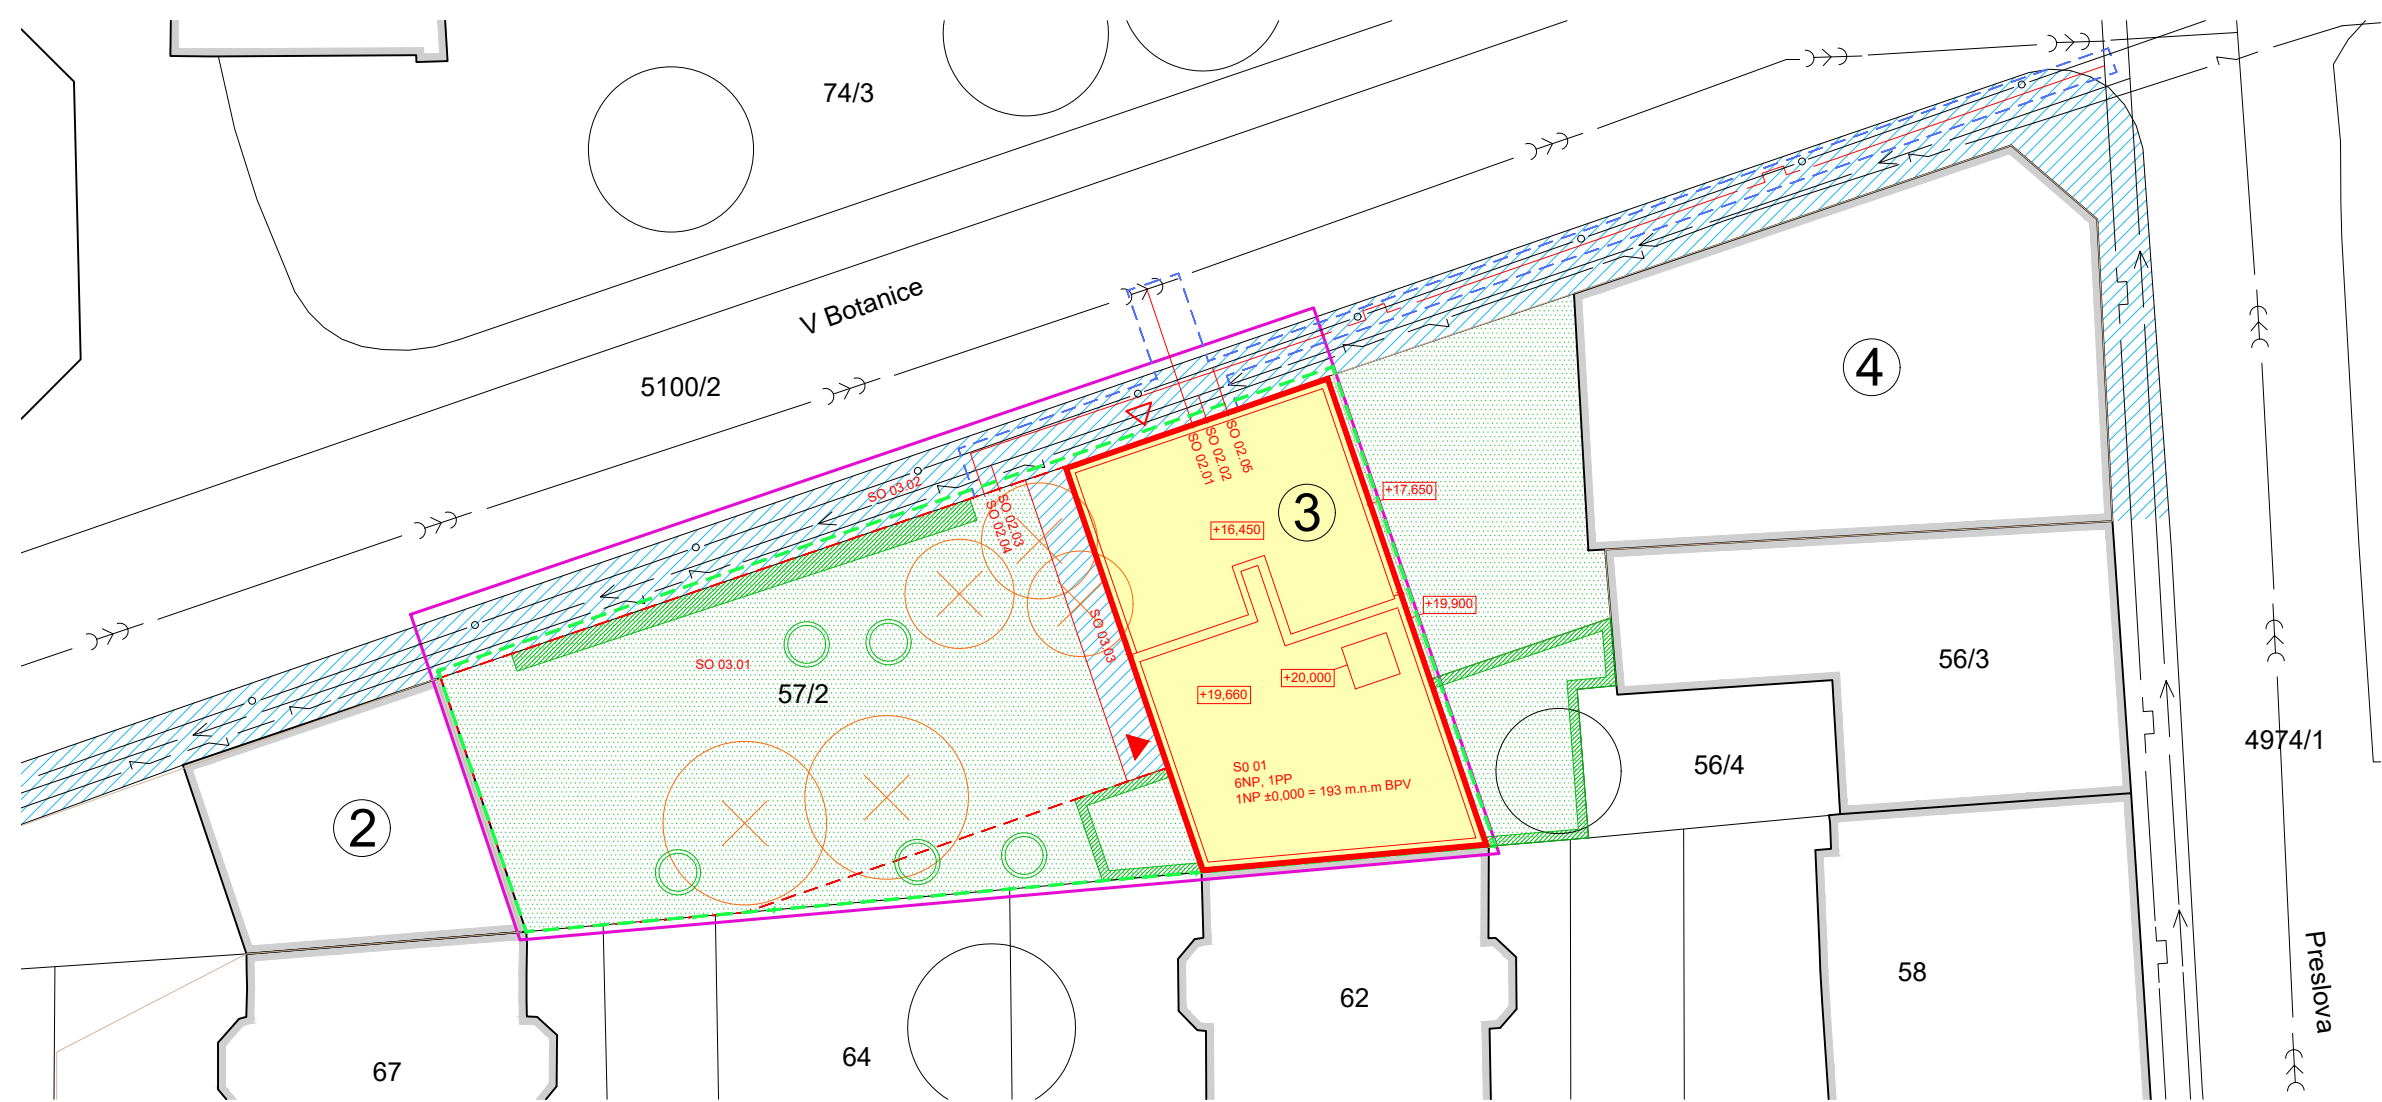 74/3
V Botanice
5100/2
4
3
SO 02.01
SO 02.02
SO 02.05
+17,650
+16,450
SO 03.02
SO 02.03
SO 02.04
SO 03.03
+19,900
SO 03.01
57/2
+20,000
+19,660
56/3
56/4
4974/1
S0 01
6NP, 1PP
1NP ±0,000 = 193 m.n.m BPV
2
58
Preslova
62
64
67